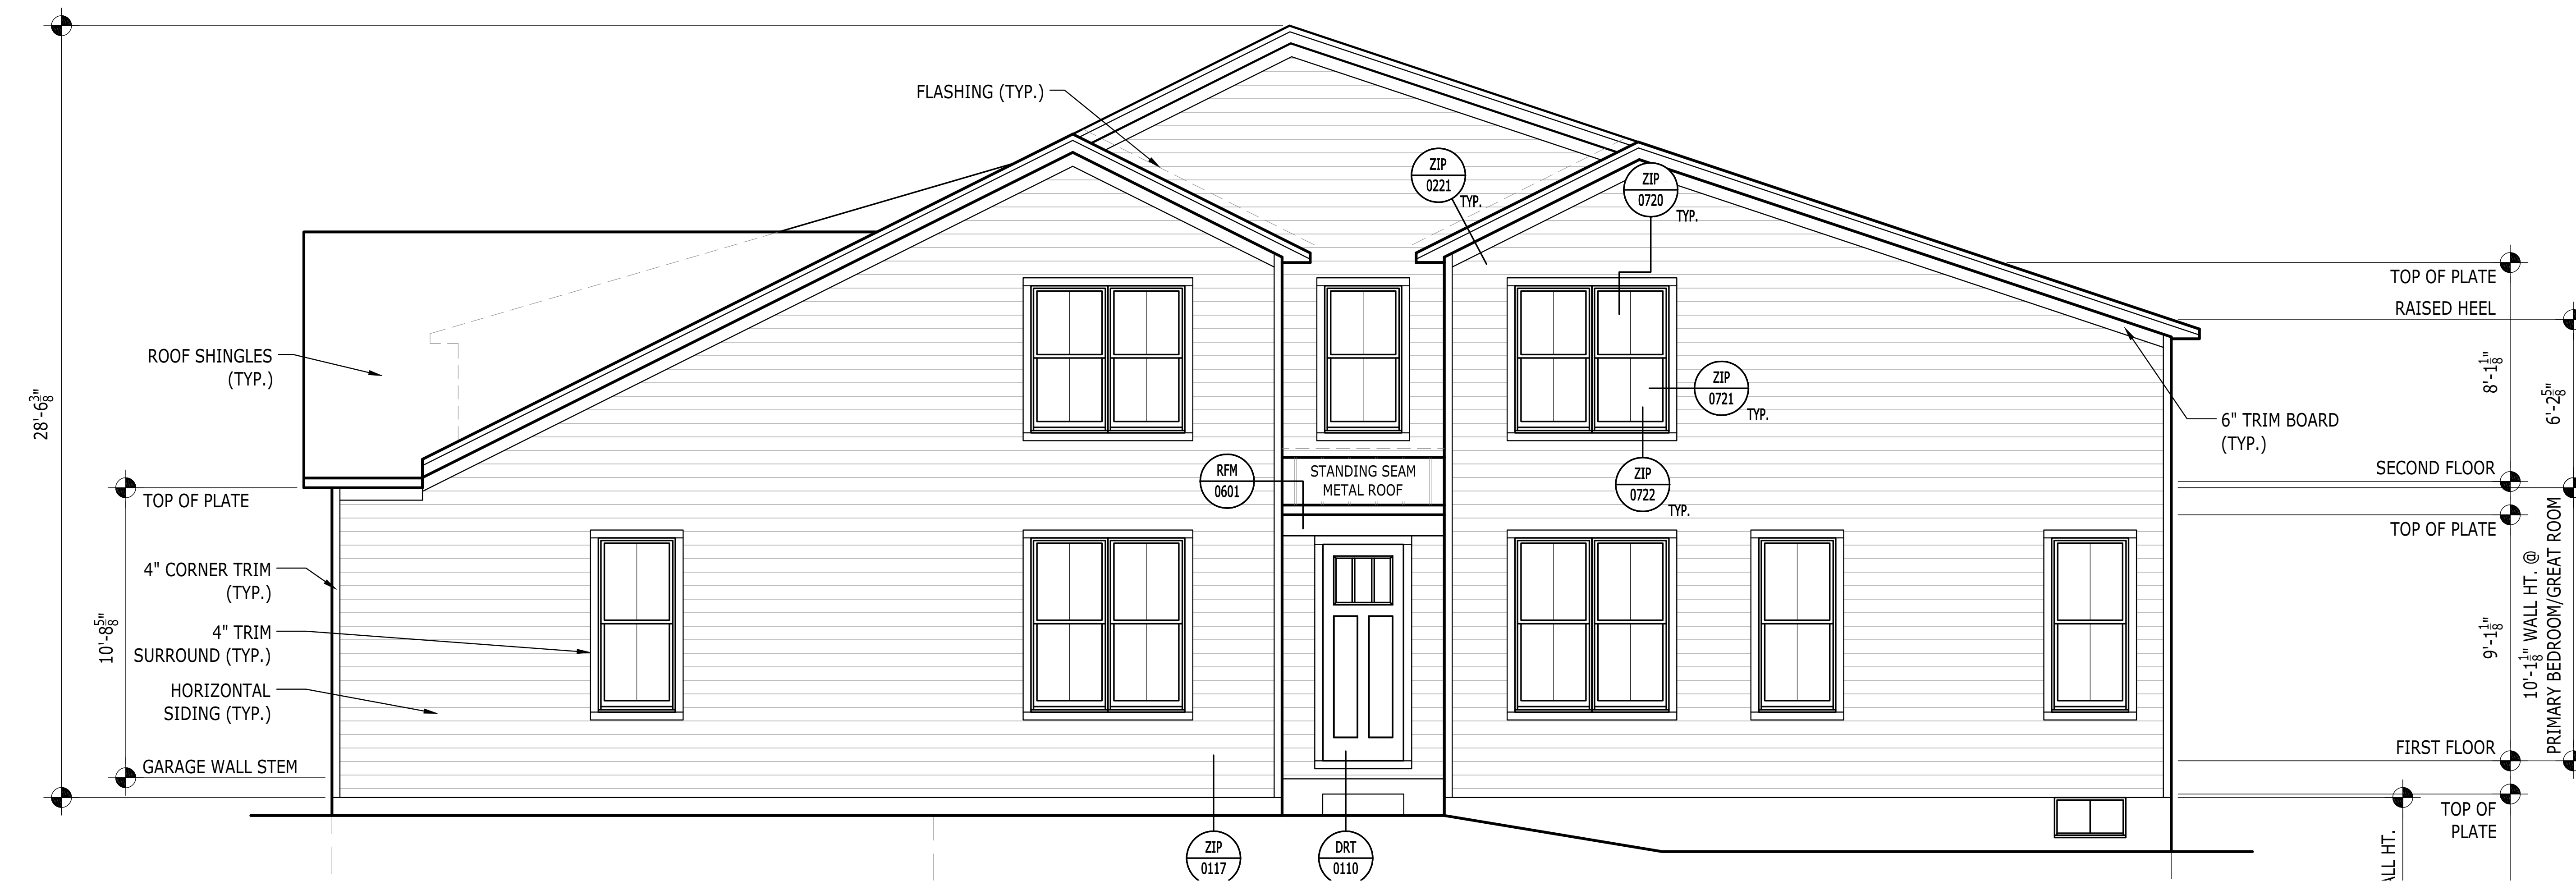 FLASHING (TYP.)
ZIP
0221
TYP.
ZIP
0720
TYP.
TOP OF PLATE
RAISED HEEL
ROOF SHINGLES
(TYP.)
28'-6 3/8"
8'-1 1/8"
6'-2 5/8"
ZIP
0721
TYP.
6" TRIM BOARD
(TYP.)
RFM
0601
STANDING SEAM
METAL ROOF
ZIP
0722
TYP.
SECOND FLOOR
TOP OF PLATE
TOP OF PLATE
4" CORNER TRIM
(TYP.)
10'-8 5/8"
4" TRIM
SURROUND (TYP.)
HORIZONTAL
SIDING (TYP.)
9'-1 1/8"
10'-1 1/8" WALL HT. @
PRIMARY BEDROOM/GREAT ROOM
GARAGE WALL STEM
FIRST FLOOR
TOP OF
PLATE
ZIP
0117
DRT
0110
HT.